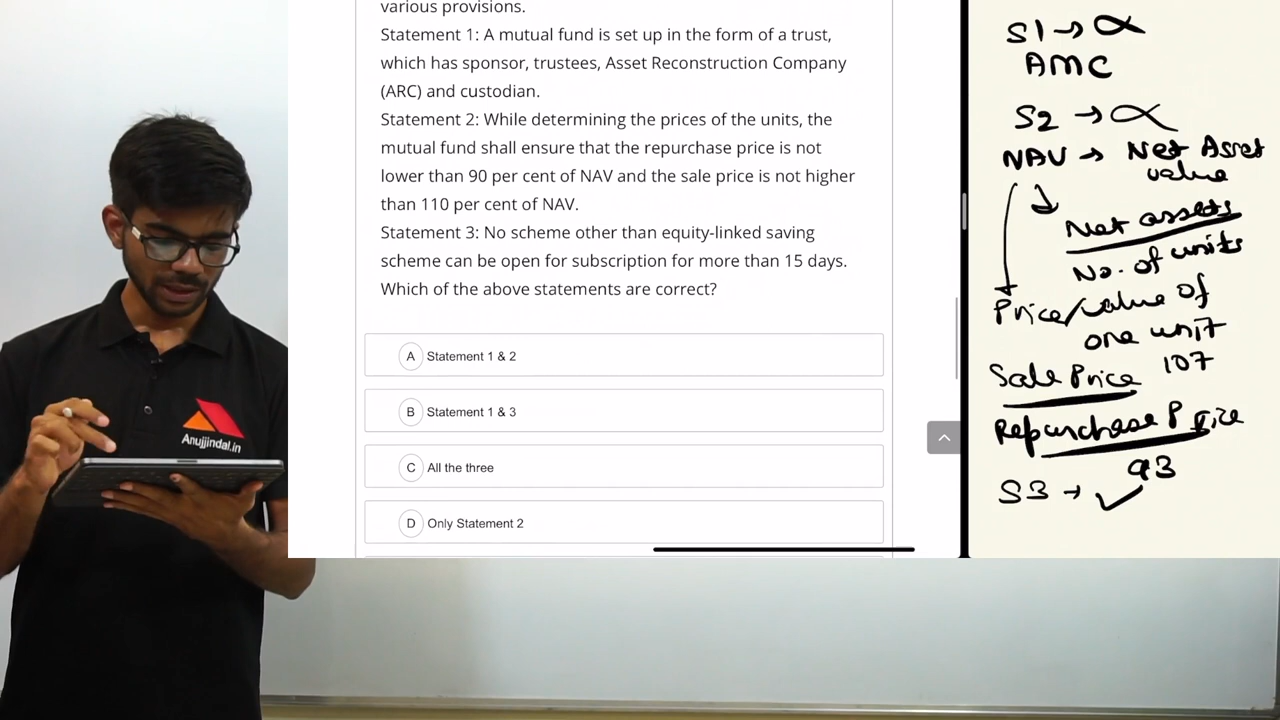 various provisions.
Statement 1: A mutual fund is set up in the form of a trust,
which has sponsor, trustees, Asset Reconstruction Company
(ARC) and custodian.
Statement 2: While determining the prices of the units, the
mutual fund shall ensure that the repurchase price is not
lower than 90 per cent of NAV and the sale price is not higher
than 110 per cent of NAV.
Statement 3: No scheme other than equity-linked saving
scheme can be open for subscription for more than 15 days.
Which of the above statements are correct?
A Statement 1 & 2
B Statement 1 & 3
C All the three
D Only Statement 2
S1 →
AMC
S2 →
NAV → Net Asset
value
Net assets
No. of units
Price/value of
one unit
Sale Price 107
Repurchase Price
93
S3 → ✓
Anujjindal.in